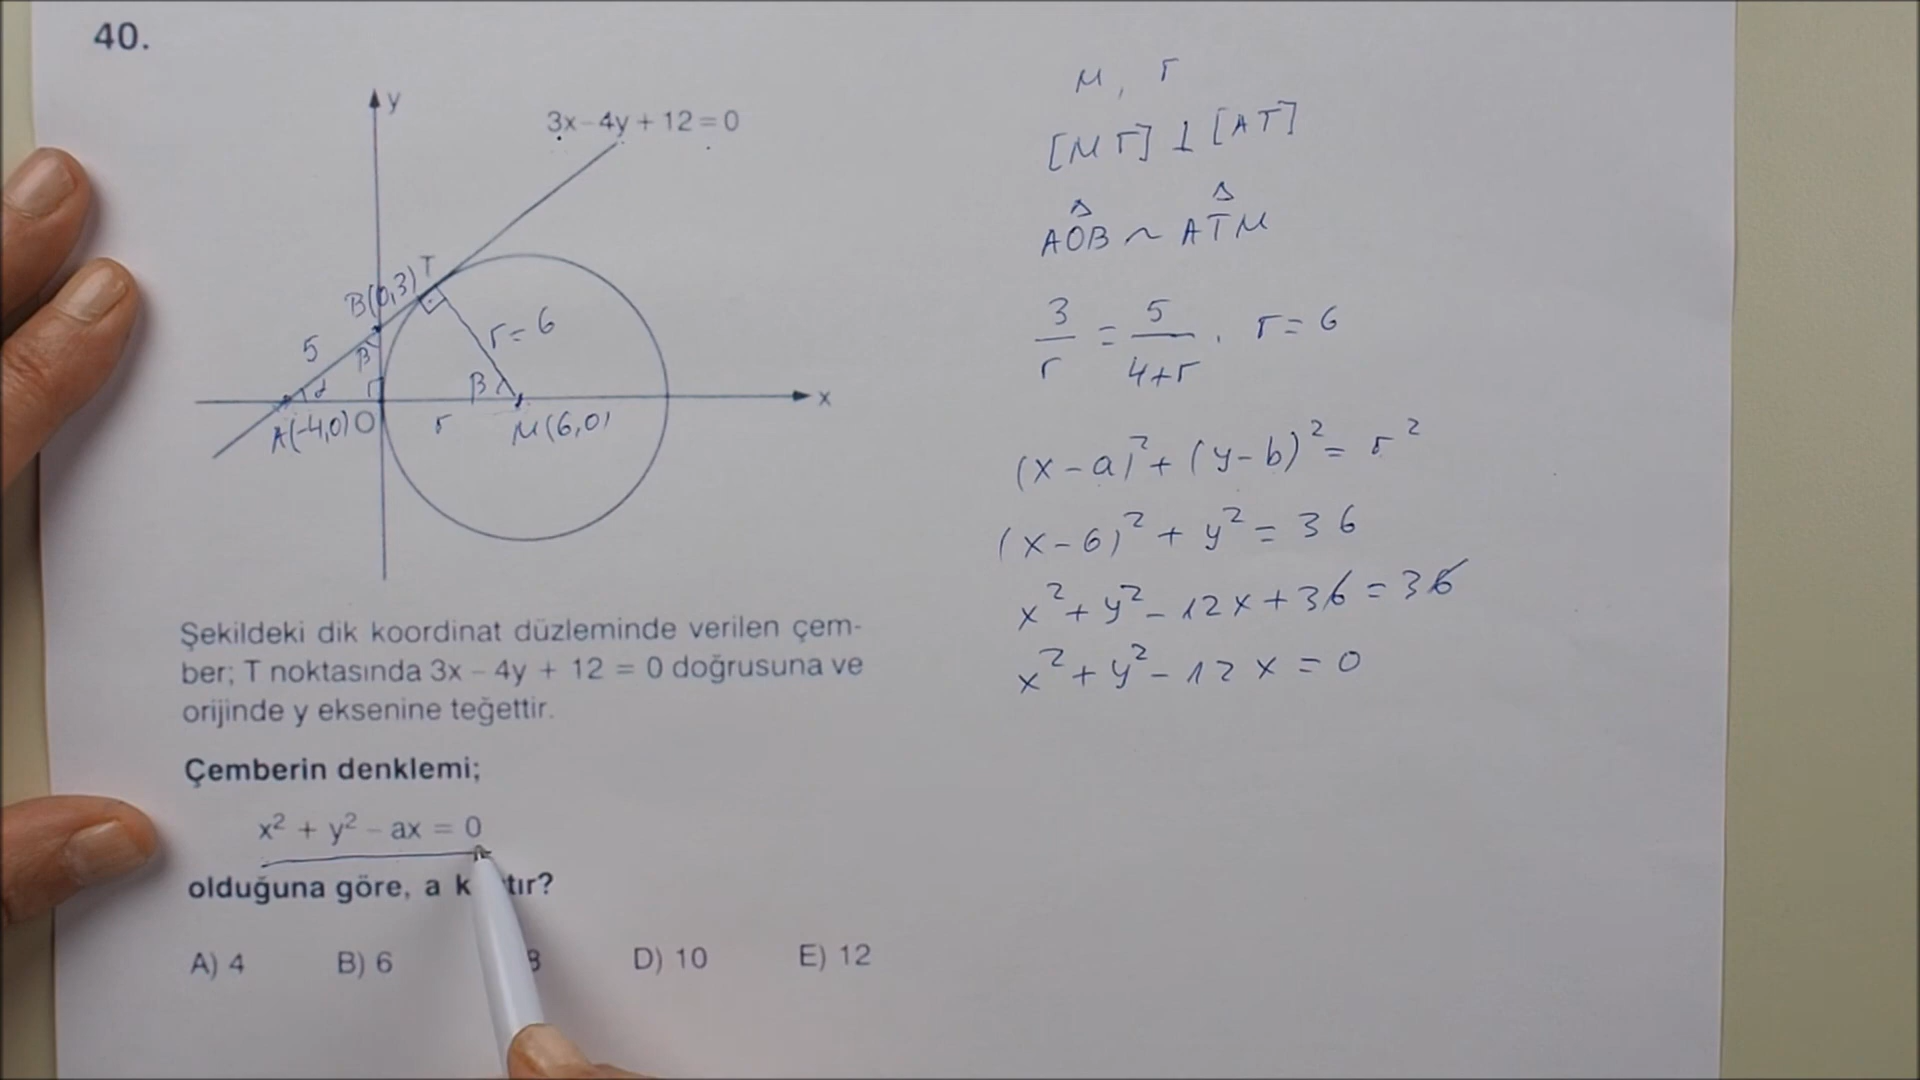 40.
y
3x - 4y + 12 = 0
T
B(0,3)
5
β
r = 6
α
β
x
A(-4,0)
O
r
M(6,0)
Şekildeki dik koordinat düzleminde verilen çem-
ber; T noktasında 3x - 4y + 12 = 0 doğrusuna ve
orijinde y eksenine teğettir.
Çemberin denklemi;
x² + y² - ax = 0
olduğuna göre, a
A) 4 B) 6 8 D) 10 E) 12
M, r
[MT] ⊥ [AT]
AOB ~ ATM
3/r = 5/(4+r) . r = 6
(x-a)² + (y-b)² = r²
(x-6)² + y² = 36
x² + y² - 12x + 36 = 36
x² + y² - 12x = 0